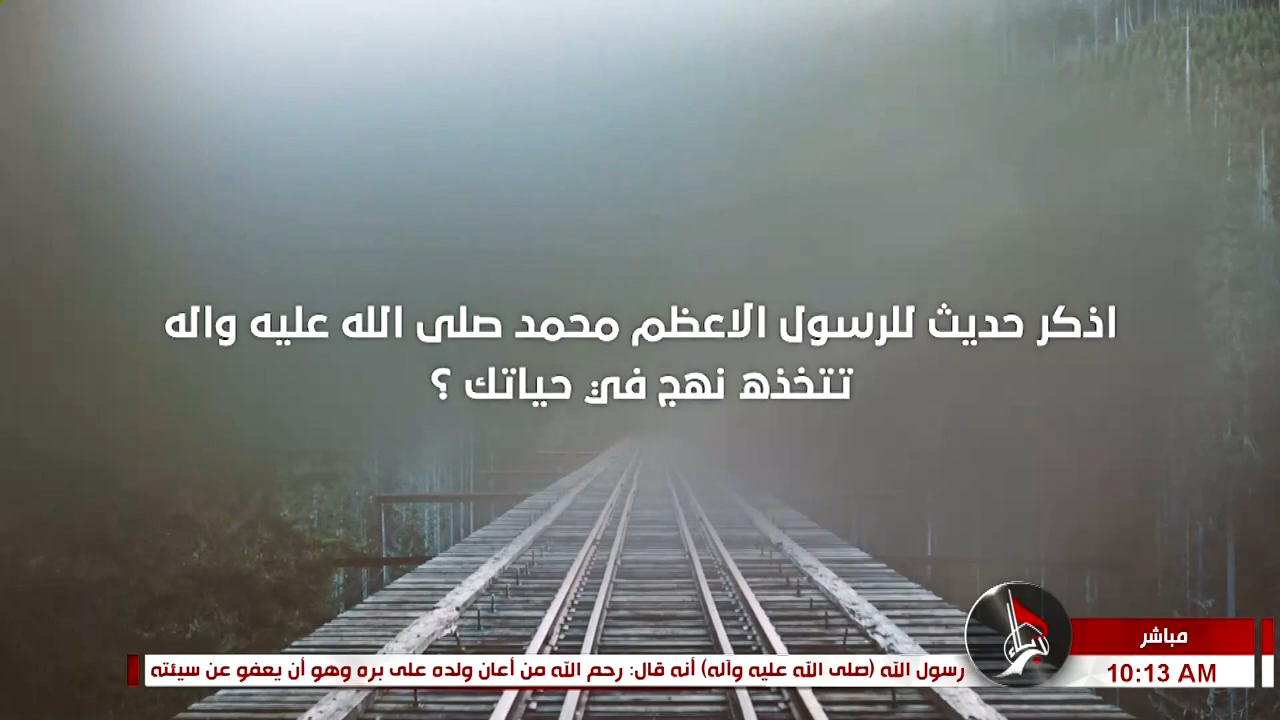 اذكر حديث للرسول الاعظم محمد صلى الله عليه واله
تتخذه نهج في حياتك ؟
مباشر
10:13 AM
رسول الله (صلى الله عليه وآله) أنه قال: رحم الله من أعان ولده على بره وهو أن يعفو عن سيئته